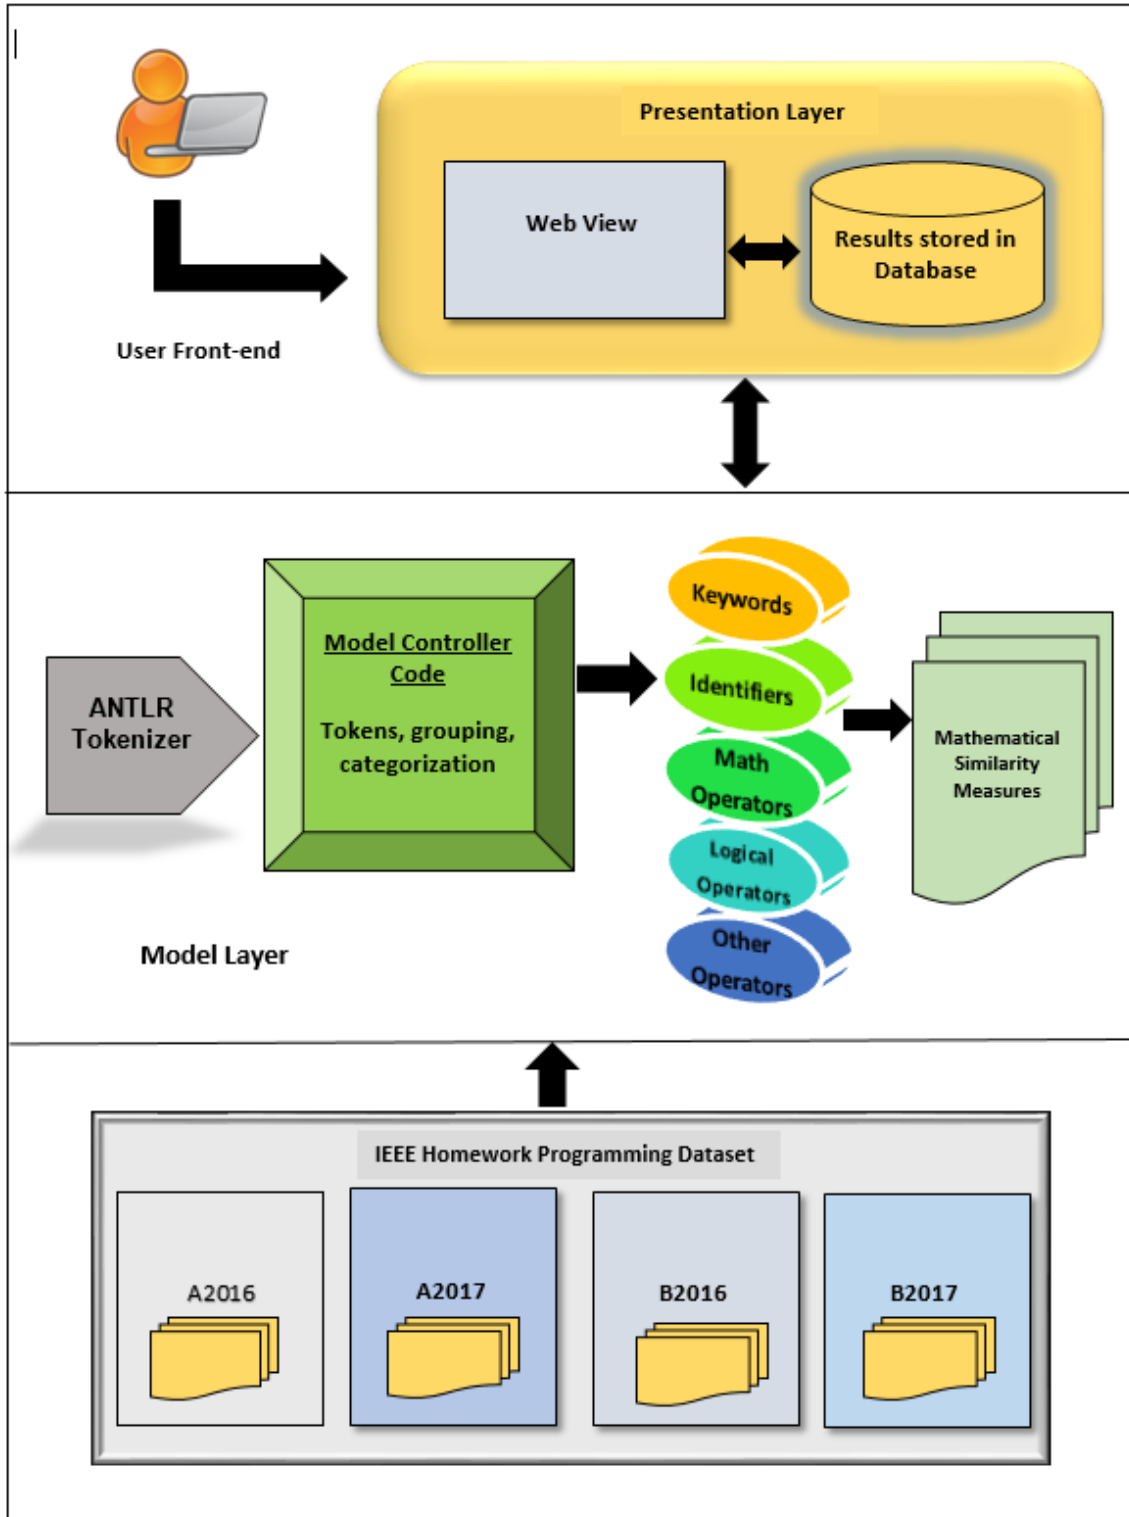 Presentation Layer
Web View
Results stored in
Database
User Front-end
ANTLR
Tokenizer
Model Controller
Code
Tokens, grouping,
categorization
Keywords
Identifiers
Math
Operators
Logical
Operators
Other
Operators
Mathematical
Similarity
Measures
Model Layer
IEEE Homework Programming Dataset
A2016
A2017
B2016
B2017